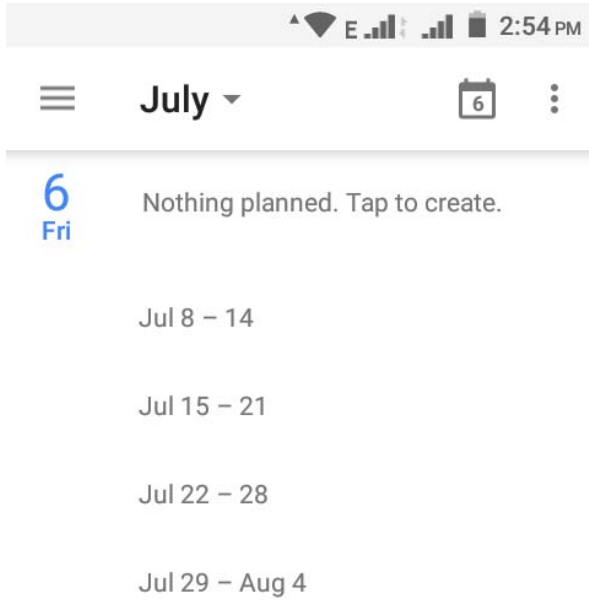 E 2:54 PM
July 6
6 Nothing planned. Tap to create.
Fri
Jul 8 – 14
Jul 15 – 21
Jul 22 – 28
Jul 29 – Aug 4